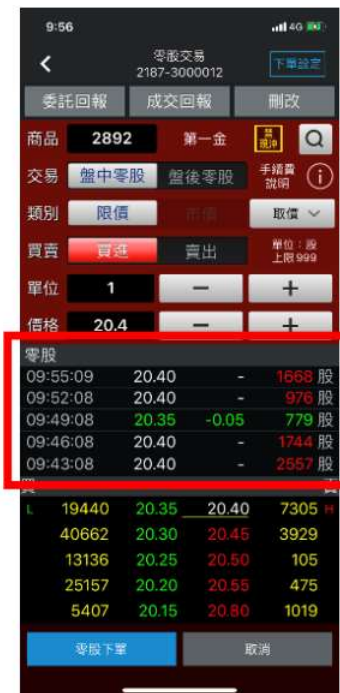 9:56 4G
零股交易
2187-3000012 下單設定
委託回報 成交回報 刪改
商品 2892 第一金
交易 盤中零股 盤後零股 手續費說明
類別 限價 市價 取價
買賣 買進 賣出 單位：股 上限 999
單位 1 － ＋
價格 20.4 － ＋
零股
09:55:09 20.40 - 1668 股
09:52:08 20.40 - 976 股
09:49:08 20.35 -0.05 779 股
09:46:08 20.40 - 1744 股
09:43:08 20.40 - 2557 股
L 19440 20.35 20.40 7305 H
40662 20.30 20.45 3929
13136 20.25 20.50 105
25157 20.20 20.55 475
5407 20.15 20.80 1019
零股下單 取消